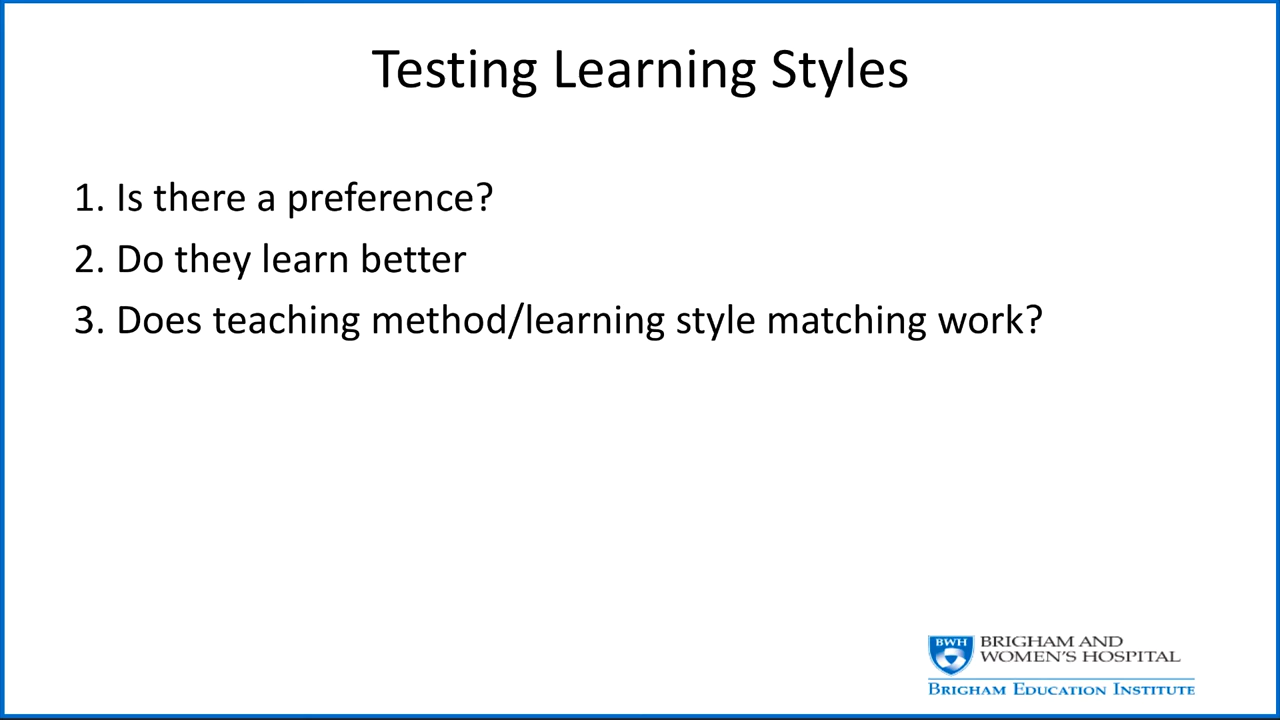 Testing Learning Styles
1. Is there a preference?
2. Do they learn better
3. Does teaching method/learning style matching work?
BWH
BRIGHAM AND
WOMEN'S HOSPITAL
BRIGHAM EDUCATION INSTITUTE